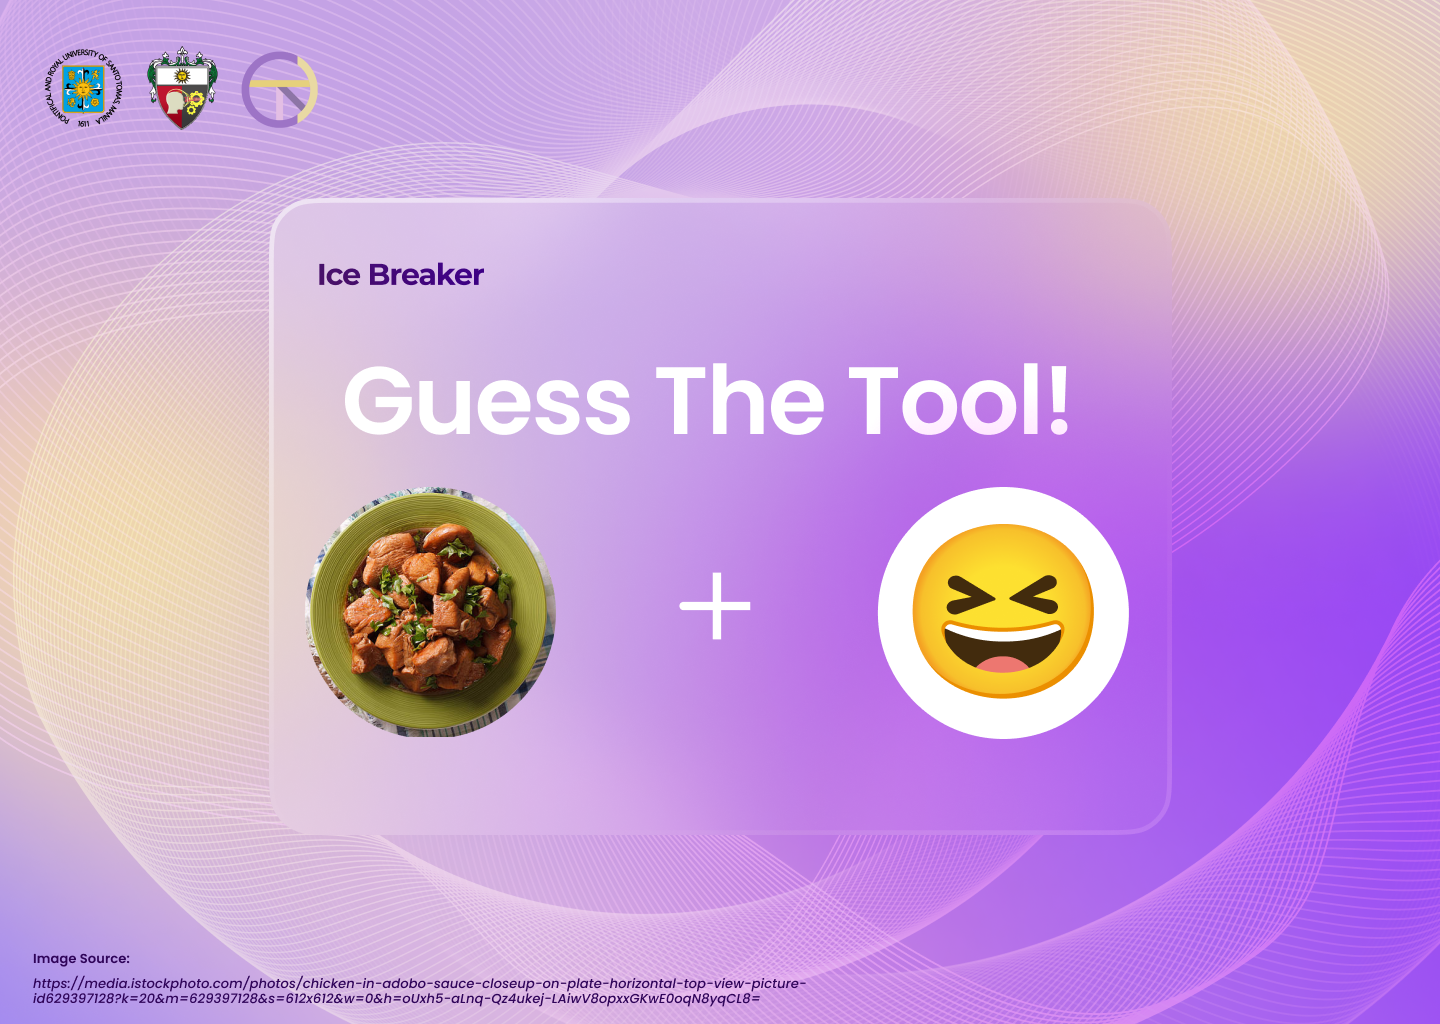 PONTIFICAL AND ROYAL UNIVERSITY OF SANTO TOMAS MANILA
1611
Ice Breaker
Guess The Tool!
+
Image Source:
https://media.istockphoto.com/photos/chicken-in-adobo-sauce-closeup-on-plate-horizontal-top-view-picture-
id629397128?k=20&m=629397128&s=612x612&w=0&h=oUxh5-aLnq-Qz4ukej-LAiwV8opxxGKwE0oqN8yqCL8=